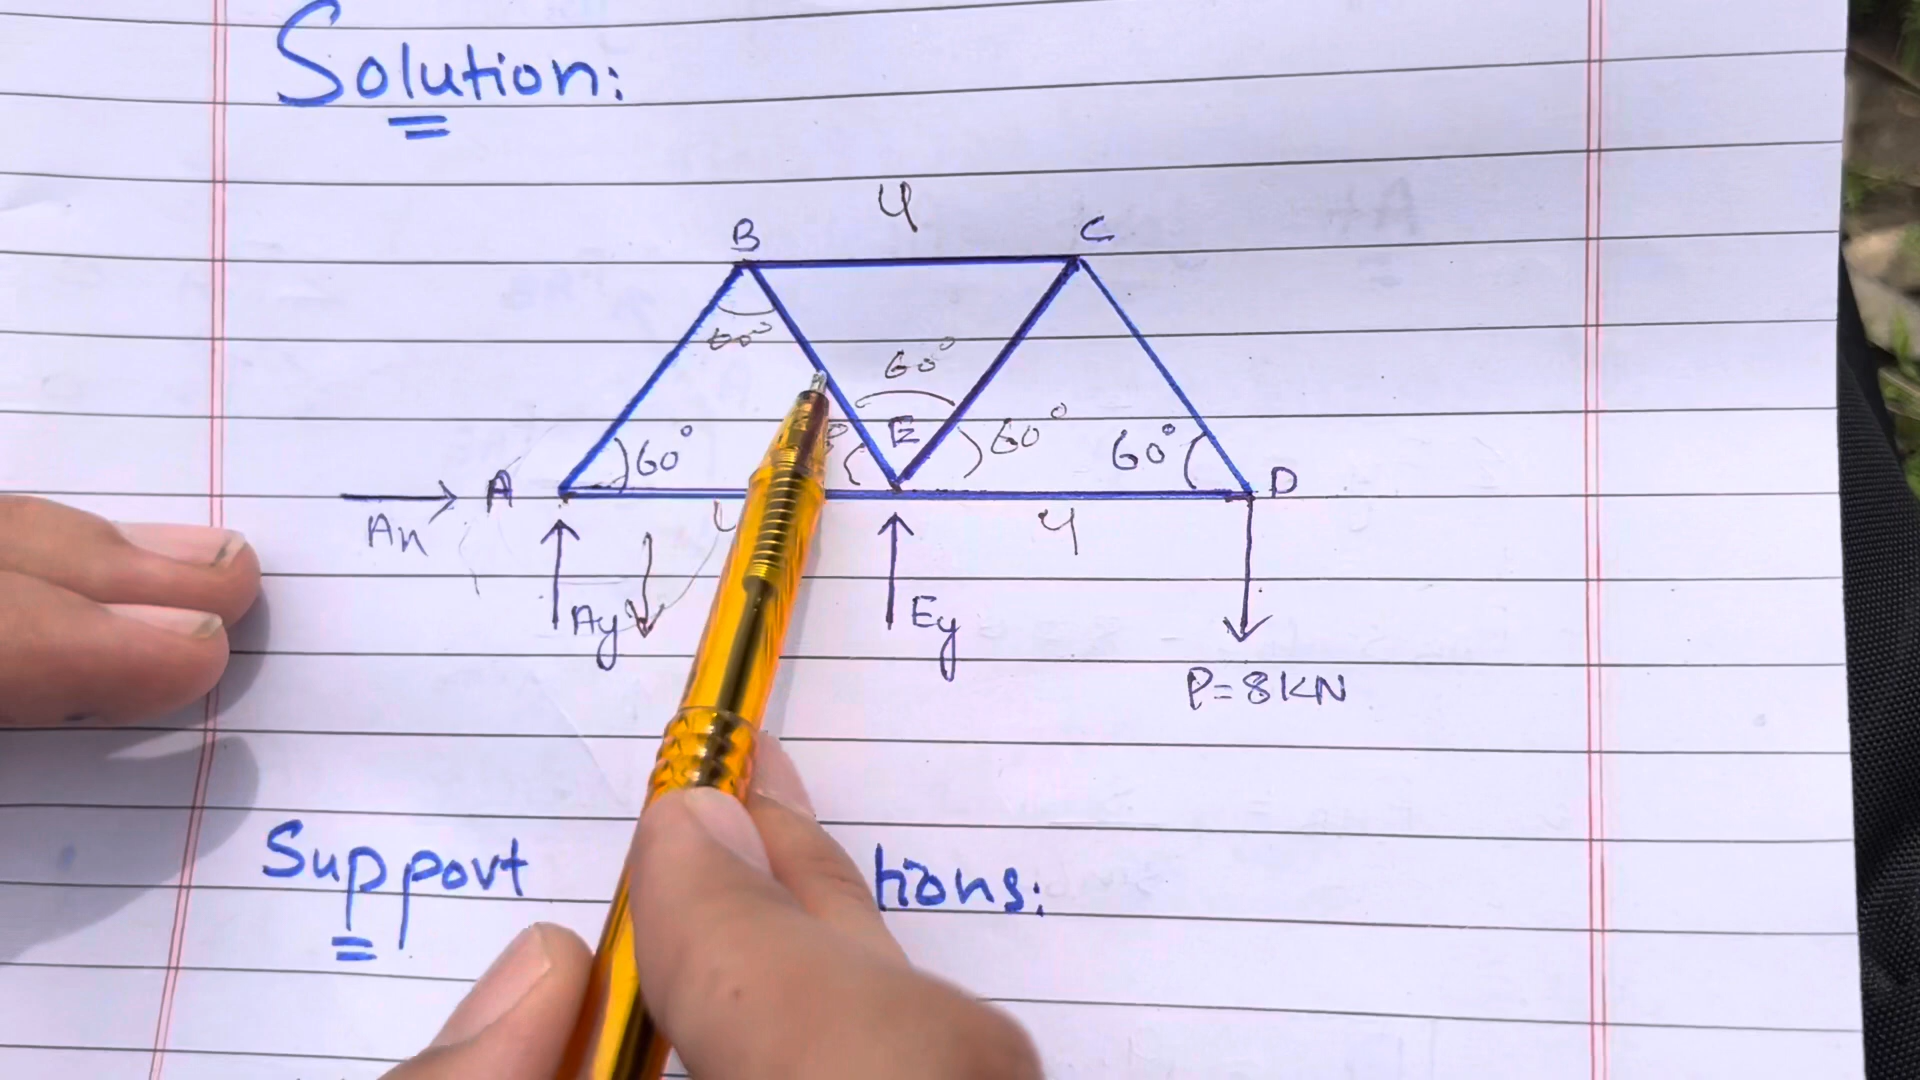 Solution:
4
B C
60° 60°
E
A 60° 60° 60° D
Ax 4
Ay Ey
P=8KN
Support tions: